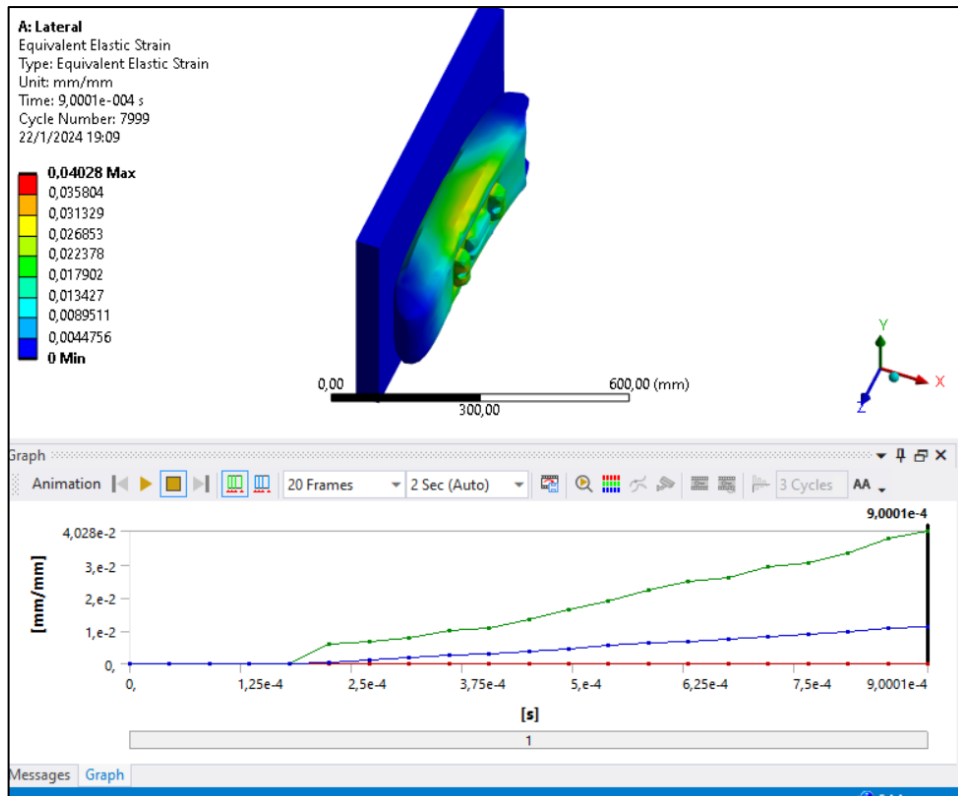 A: Lateral
Equivalent Elastic Strain
Type: Equivalent Elastic Strain
Unit: mm/mm
Time: 9,0001e-004 s
Cycle Number: 7999
22/1/2024 19:09
0,04028 Max
0,035804
0,031329
0,026853
0,022378
0,017902
0,013427
0,0089511
0,0044756
0 Min
0,00
600,00 (mm)
300,00
Y
X
Z
Graph
Animation
20 Frames
2 Sec (Auto)
3 Cycles
AA
9,0001e-4
4,028e-2
3,e-2
2,e-2
1,e-2
0,
[mm/mm]
0, 1,25e-4 2,5e-4 3,75e-4 5,e-4 6,25e-4 7,5e-4 9,0001e-4
[s]
1
Messages Graph